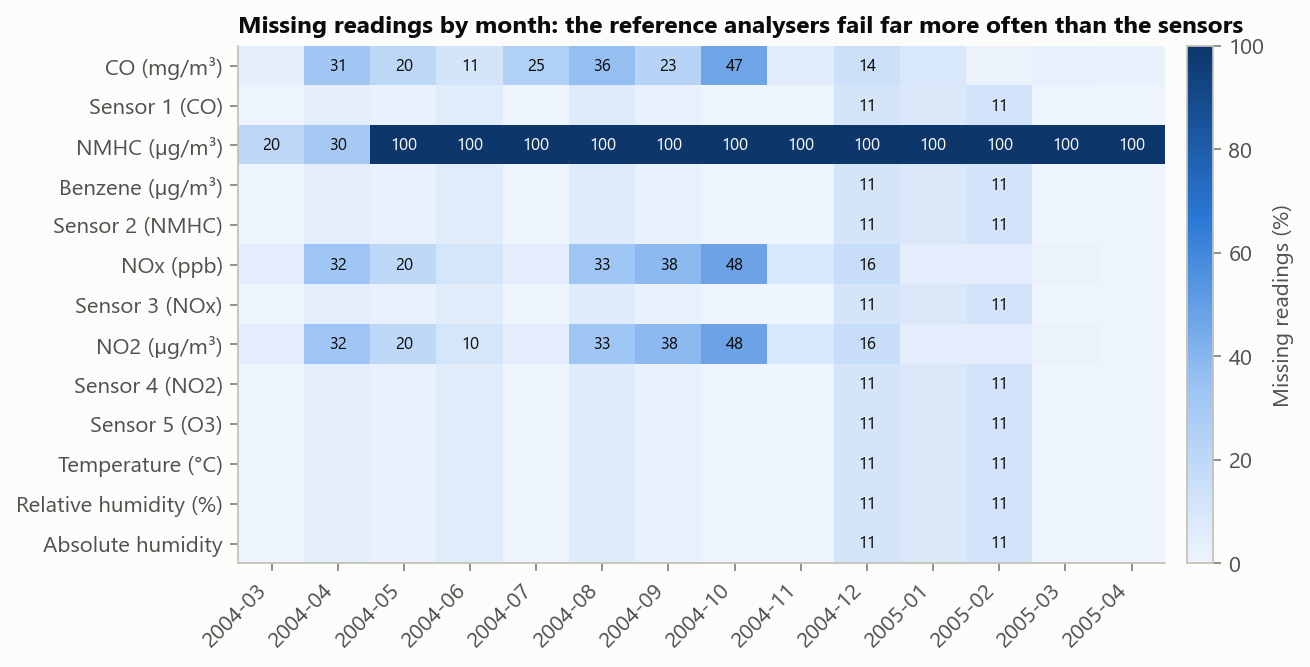 Missing readings by month: the reference analysers fail far more often than the sensors
CO (mg/m³) 31 20 11 25 36 23 47 14
Sensor 1 (CO) 11 11
NMHC (µg/m³) 20 30 100 100 100 100 100 100 100 100 100 100 100 100
Benzene (µg/m³) 11 11
Sensor 2 (NMHC) 11 11
NOx (ppb) 32 20 33 38 48 16
Sensor 3 (NOx) 11 11
NO2 (µg/m³) 32 20 10 33 38 48 16
Sensor 4 (NO2) 11 11
Sensor 5 (O3) 11 11
Temperature (°C) 11 11
Relative humidity (%) 11 11
Absolute humidity 11 11
2004-03 2004-04 2004-05 2004-06 2004-07 2004-08 2004-09 2004-10 2004-11 2004-12 2005-01 2005-02 2005-03 2005-04
100
80
60
40
20
0
Missing readings (%)